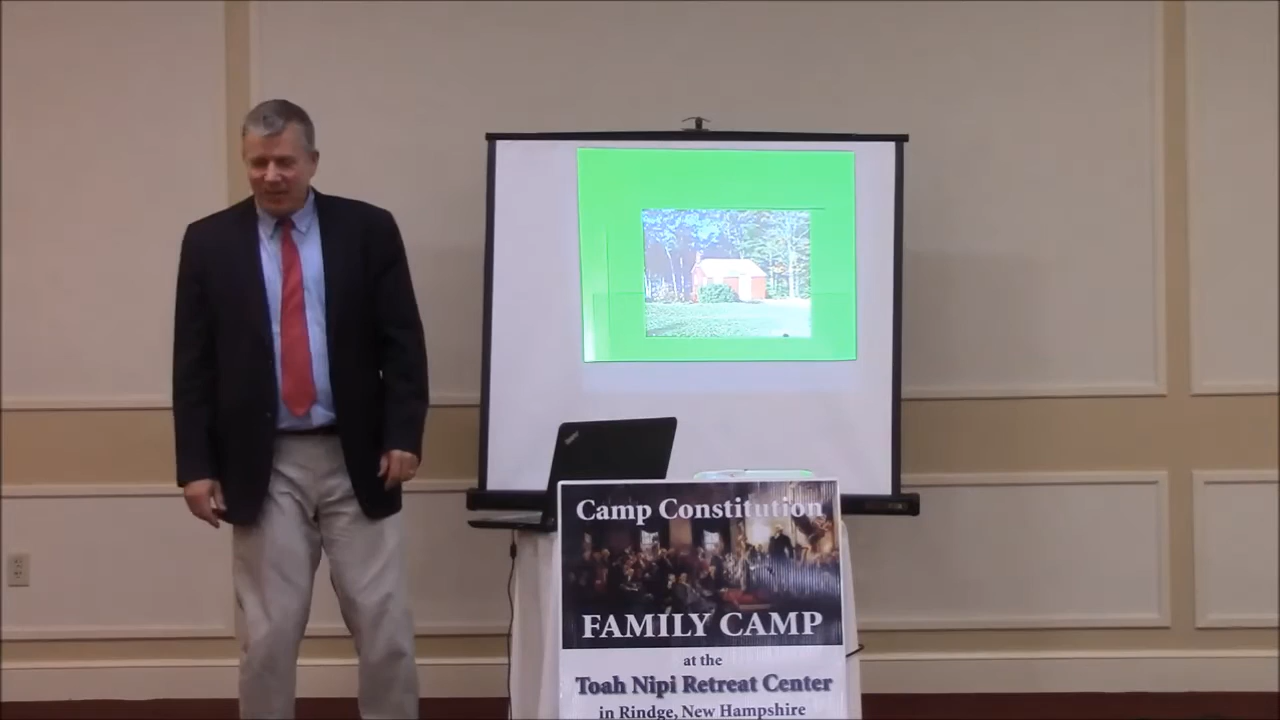 Camp Constitution
FAMILY CAMP
at the
Toah Nipi Retreat Center
in Rindge, New Hampshire